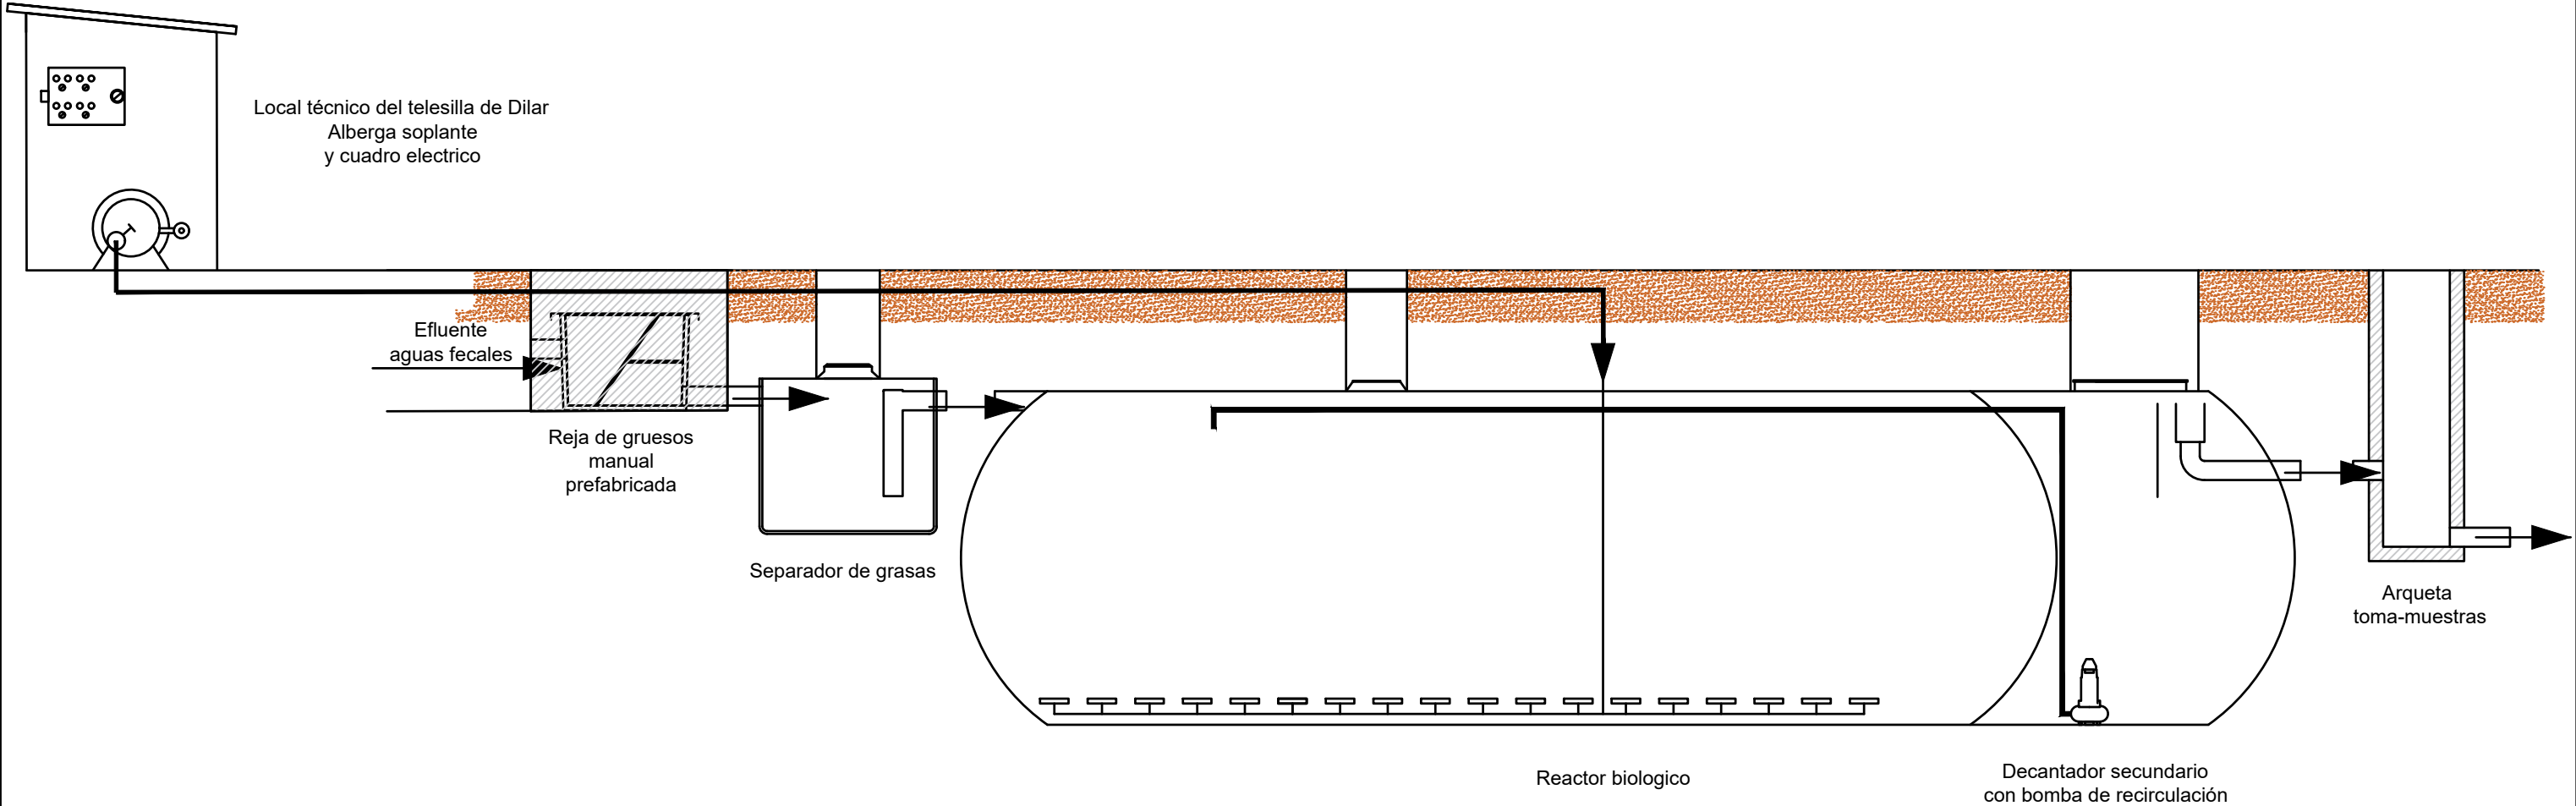 Local técnico del telesilla de Dilar
Alberga soplante
y cuadro electrico
Efluente
aguas fecales
Reja de gruesos
manual
prefabricada
Separador de grasas
Arqueta
toma-muestras
Reactor biologico
Decantador secundario
con bomba de recirculación